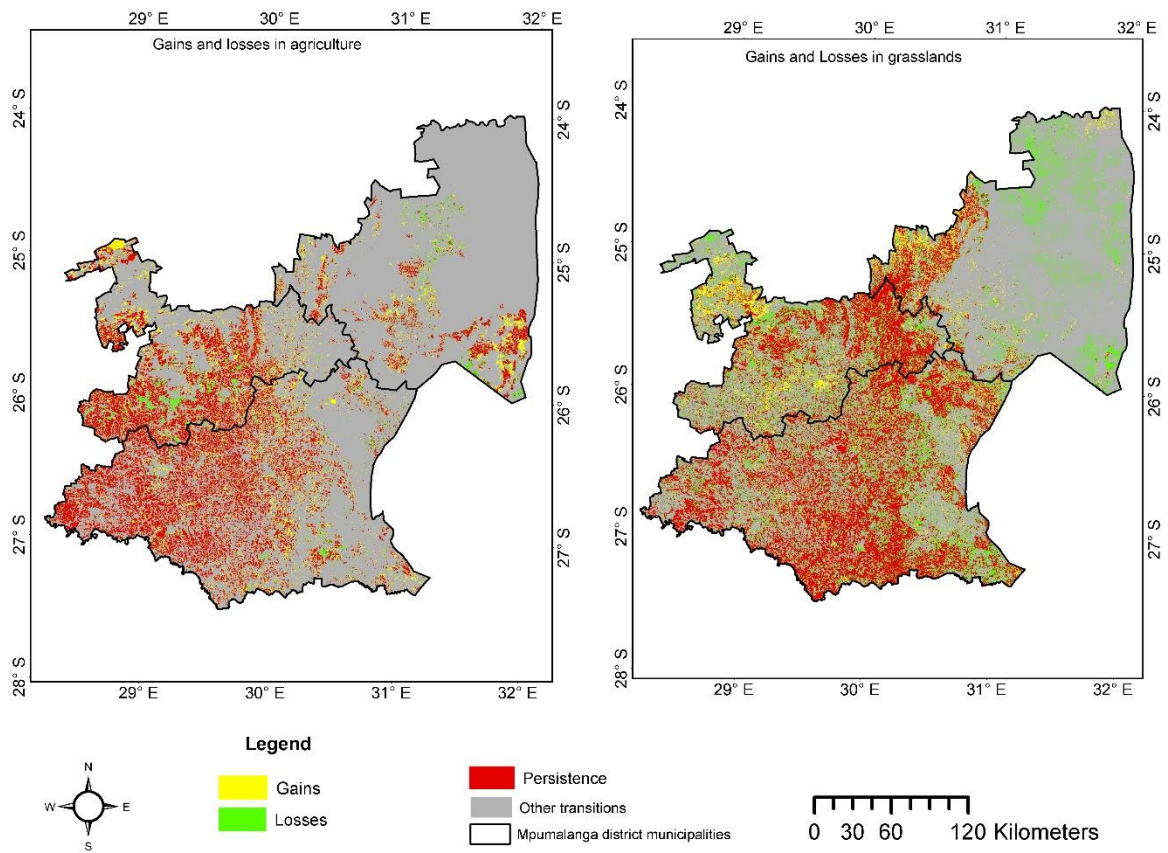 29° E 30° E 31° E 32° E
Gains and losses in agriculture
24° S
25° S
26° S
27° S
28° S
24° S
25° S
26° S
27° S
29° E 30° E 31° E 32° E
29° E 30° E 31° E 32° E
Gains and Losses in grasslands
24° S
25° S
26° S
27° S
28° S
24° S
25° S
26° S
27° S
29° E 30° E 31° E 32° E
N
W E
S
Legend
Gains
Losses
Persistence
Other transitions
Mpumalanga district municipalities
0 30 60 120 Kilometers